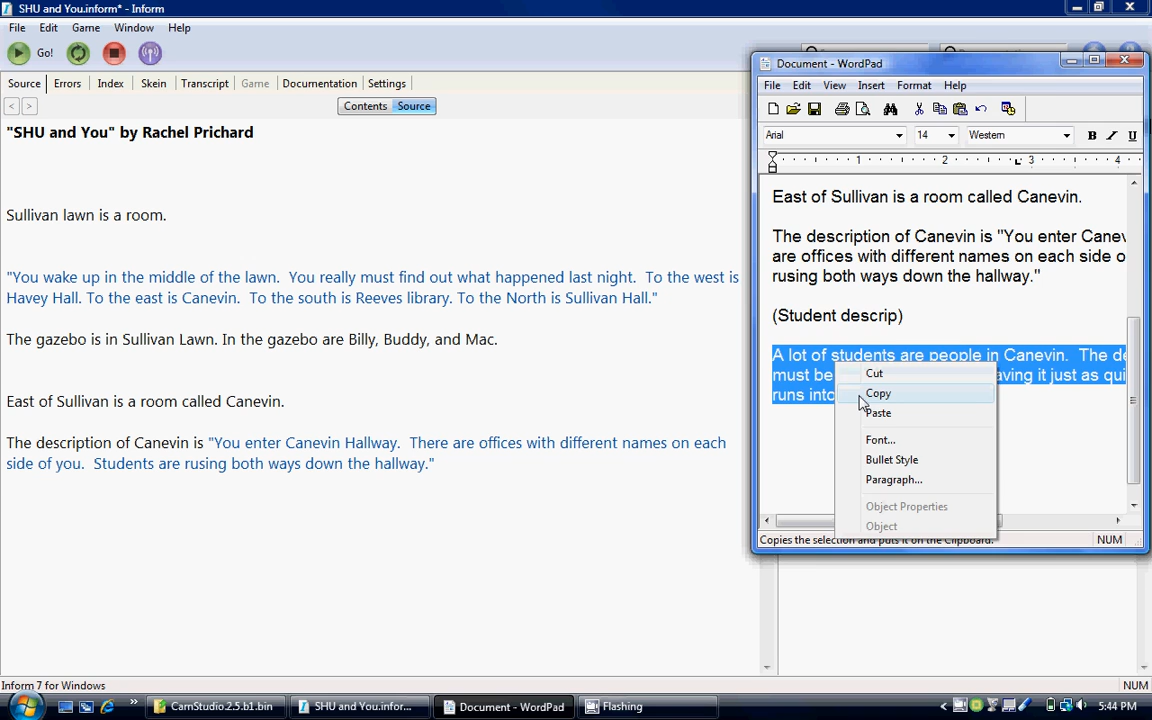 SHU and You.inform* - Inform
File Edit Game Window Help
Go!
Source Errors Index Skein Transcript Game Documentation Settings
< > Contents Source
"SHU and You" by Rachel Prichard
Sullivan lawn is a room.
"You wake up in the middle of the lawn. You really must find out what happened last night. To the west is
Havey Hall. To the east is Canevin. To the south is Reeves library. To the North is Sullivan Hall."
The gazebo is in Sullivan Lawn. In the gazebo are Billy, Buddy, and Mac.
East of Sullivan is a room called Canevin.
The description of Canevin is "You enter Canevin Hallway. There are offices with different names on each
side of you. Students are rusing both ways down the hallway."
Document - WordPad
File Edit View Insert Format Help
Arial 14 Western B I U
1 2 3 4
East of Sullivan is a room called Canevin.
The description of Canevin is "You enter Canev
are offices with different names on each side o
rusing both ways down the hallway."
(Student descrip)
A lot of students are people in Canevin. The de
must be aving it just as qui
runs into
Cut
Copy
Paste
Font...
Bullet Style
Paragraph...
Object Properties
Object
Copies the selection and puts it on the Clipboard.
NUM
Inform 7 for Windows
NUM
CamStudio.2.5.b1.bin SHU and You.infor... Document - WordPad Flashing 5:44 PM